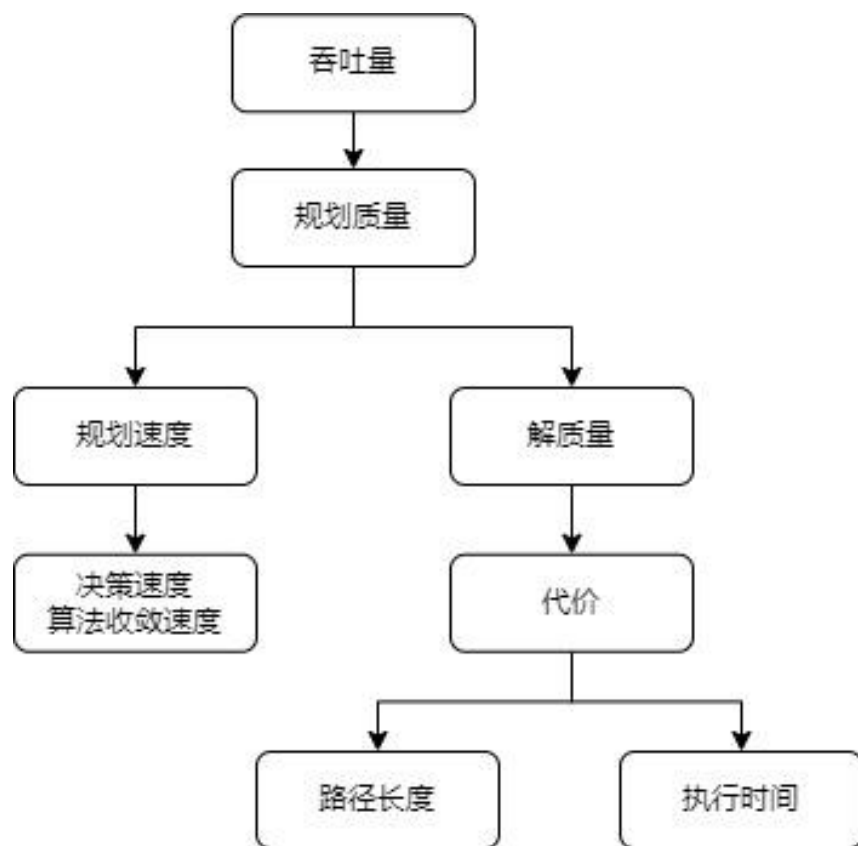 吞吐量
规划质量
规划速度
解质量
决策速度
算法收敛速度
代价
路径长度
执行时间